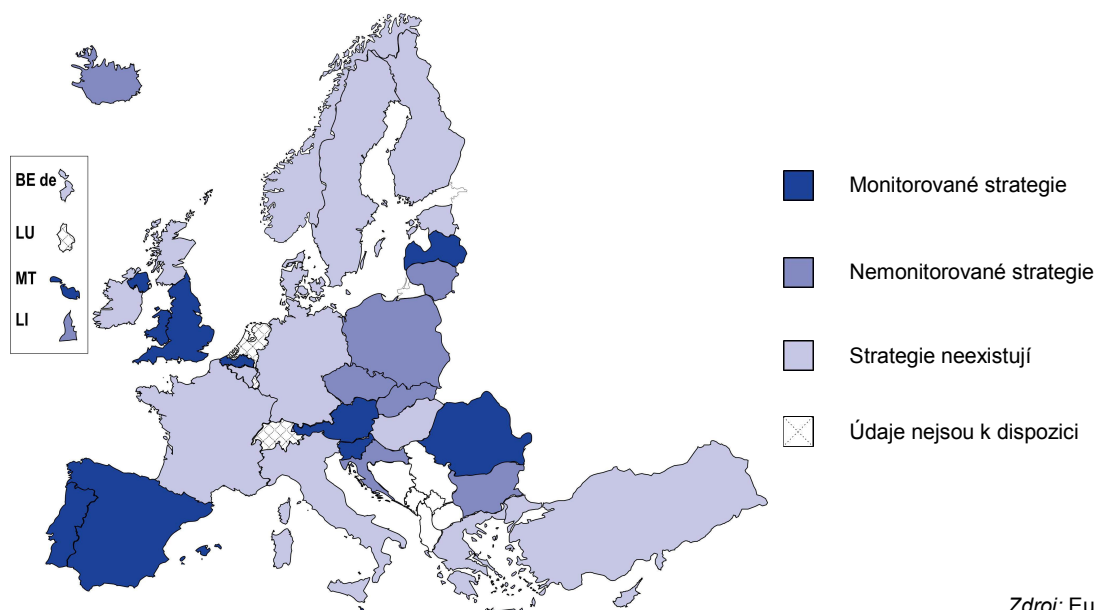 BE de
LU
MT
LI
Monitorované strategie
Nemonitorované strategie
Strategie neexistují
Údaje nejsou k dispozici
Zdroj: Eu